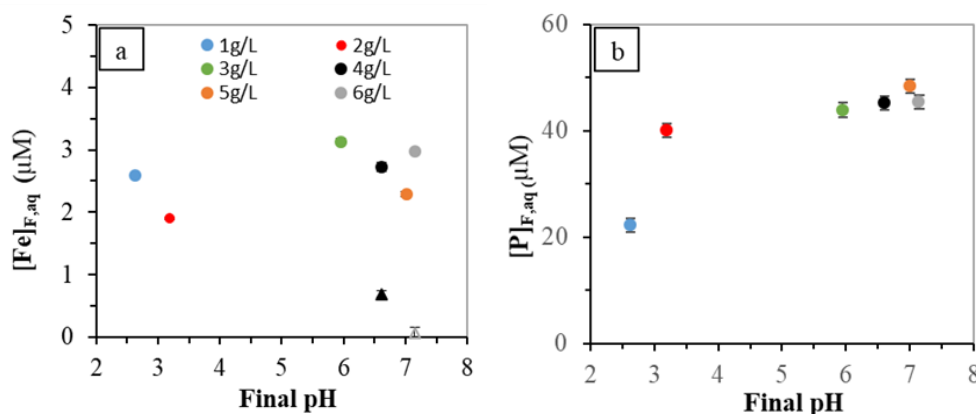 a
1g/L 2g/L
3g/L 4g/L
5g/L 6g/L
[Fe]F,aq (μM)
5
4
3
2
1
0
2 3 4 5 6 7 8
Final pH
b
[P]F,aq (μM)
60
40
20
0
2 3 4 5 6 7 8
Final pH